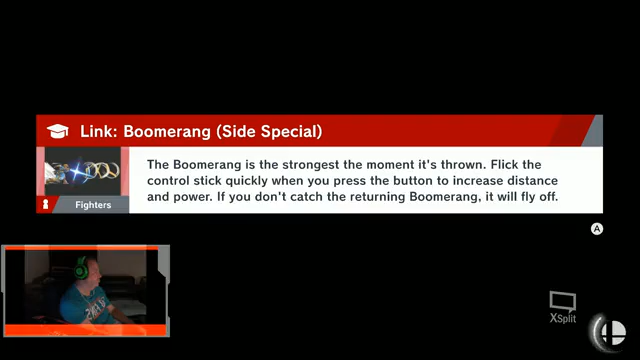 Link: Boomerang (Side Special)
The Boomerang is the strongest the moment it's thrown. Flick the
control stick quickly when you press the button to increase distance
and power. If you don't catch the returning Boomerang, it will fly off.
Fighters
A
XSplit